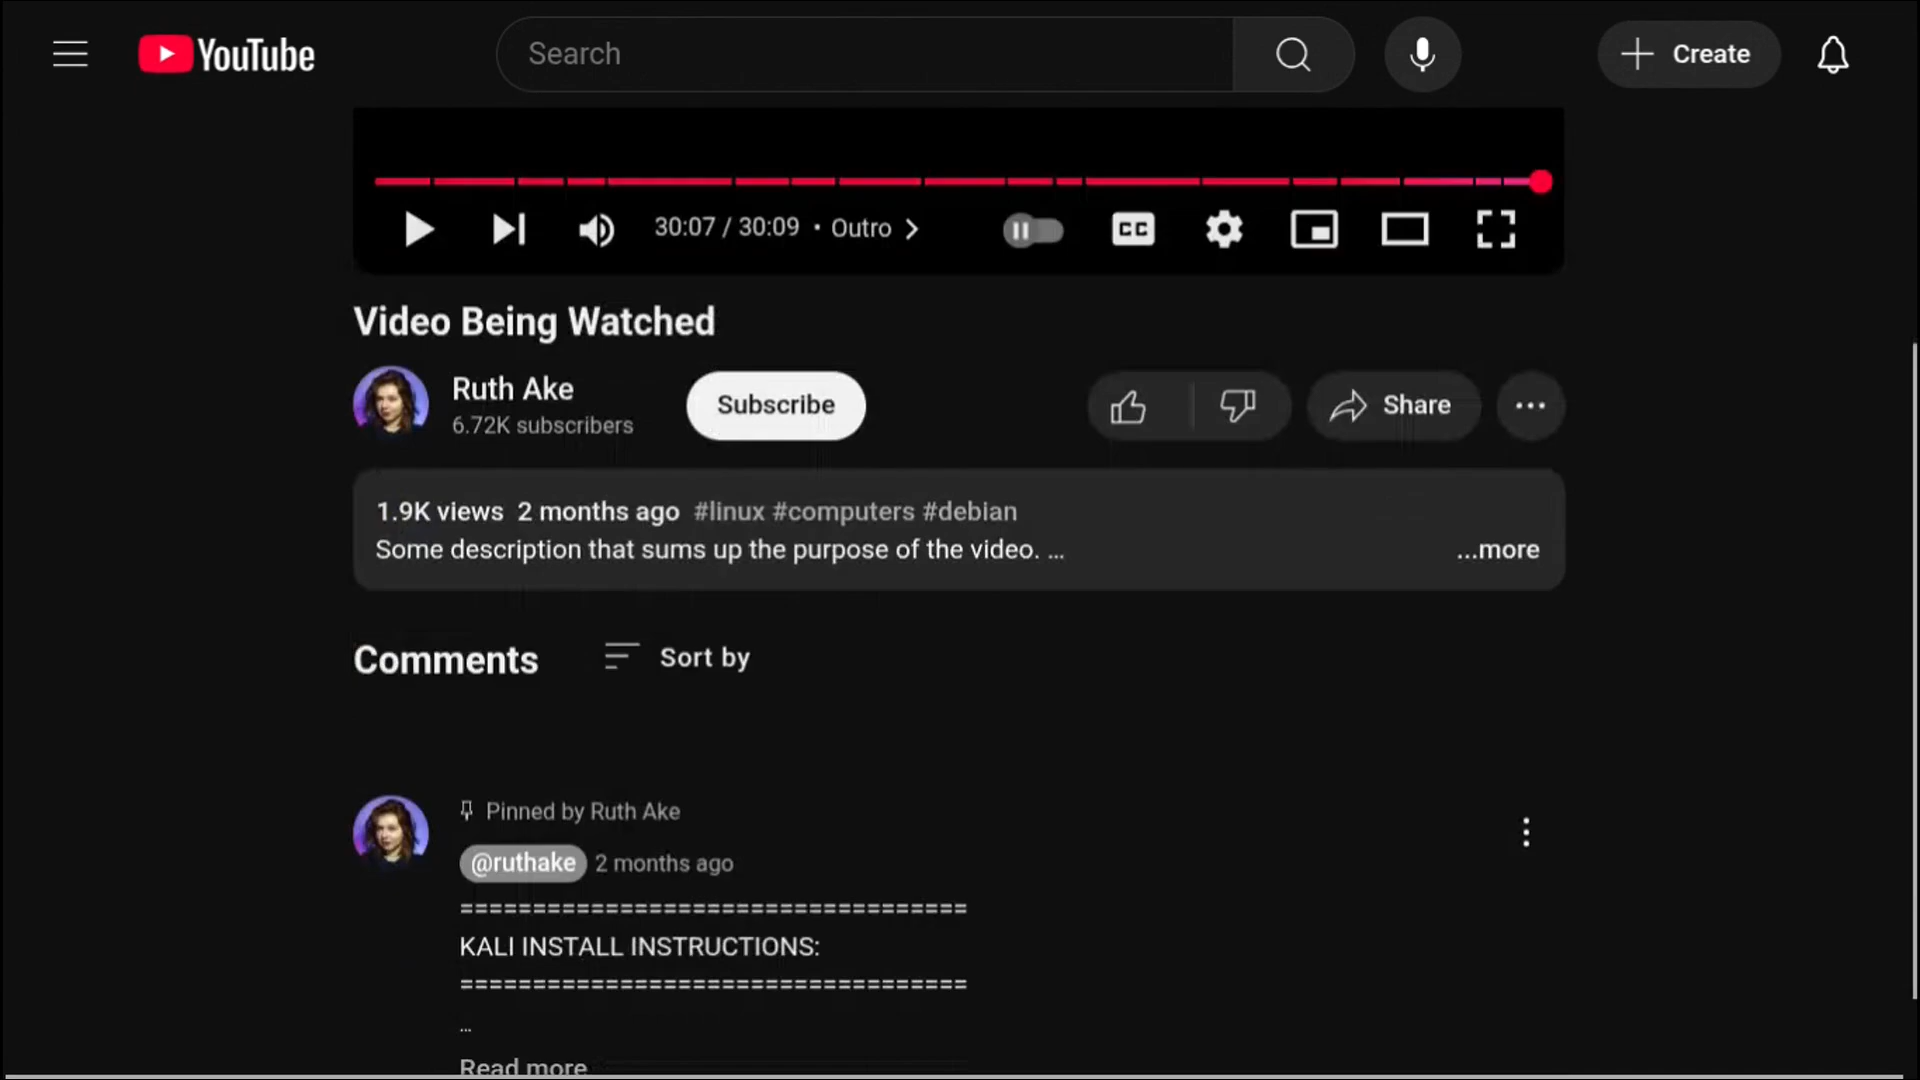 YouTube
Search
Create
30:07 / 30:09 • Outro
CC
Video Being Watched
Ruth Ake
6.72K subscribers
Subscribe
Share
1.9K views 2 months ago #linux #computers #debian
Some description that sums up the purpose of the video. ...
...more
Comments
Sort by
Pinned by Ruth Ake
@ruthake 2 months ago
===================================
KALI INSTALL INSTRUCTIONS:
===================================
...
Read more